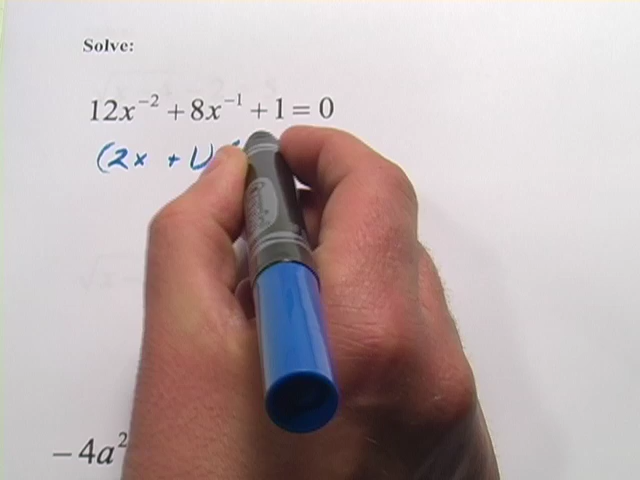 Solve:
12x⁻² + 8x⁻¹ + 1 = 0
(2x + 1)
− 4a²